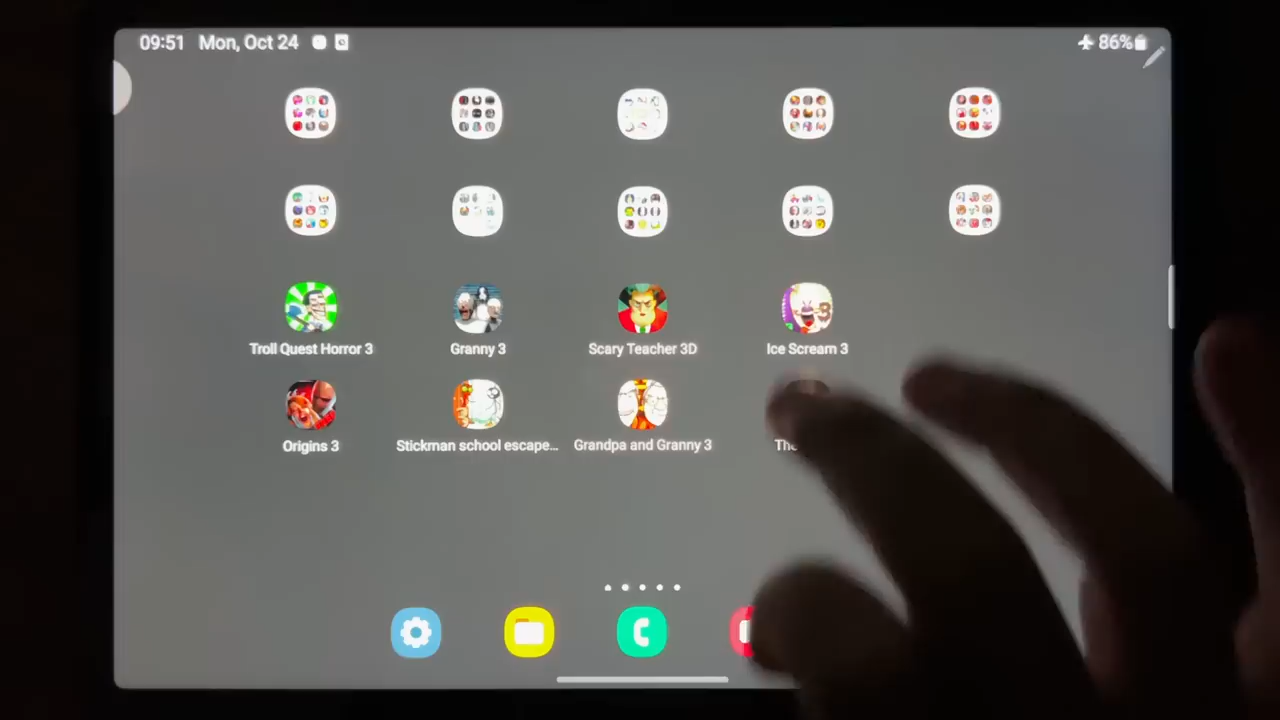 09:51 Mon, Oct 24 86%
Troll Quest Horror 3 Granny 3 Scary Teacher 3D Ice Scream 3
Origins 3 Stickman school escape... Grandpa and Granny 3